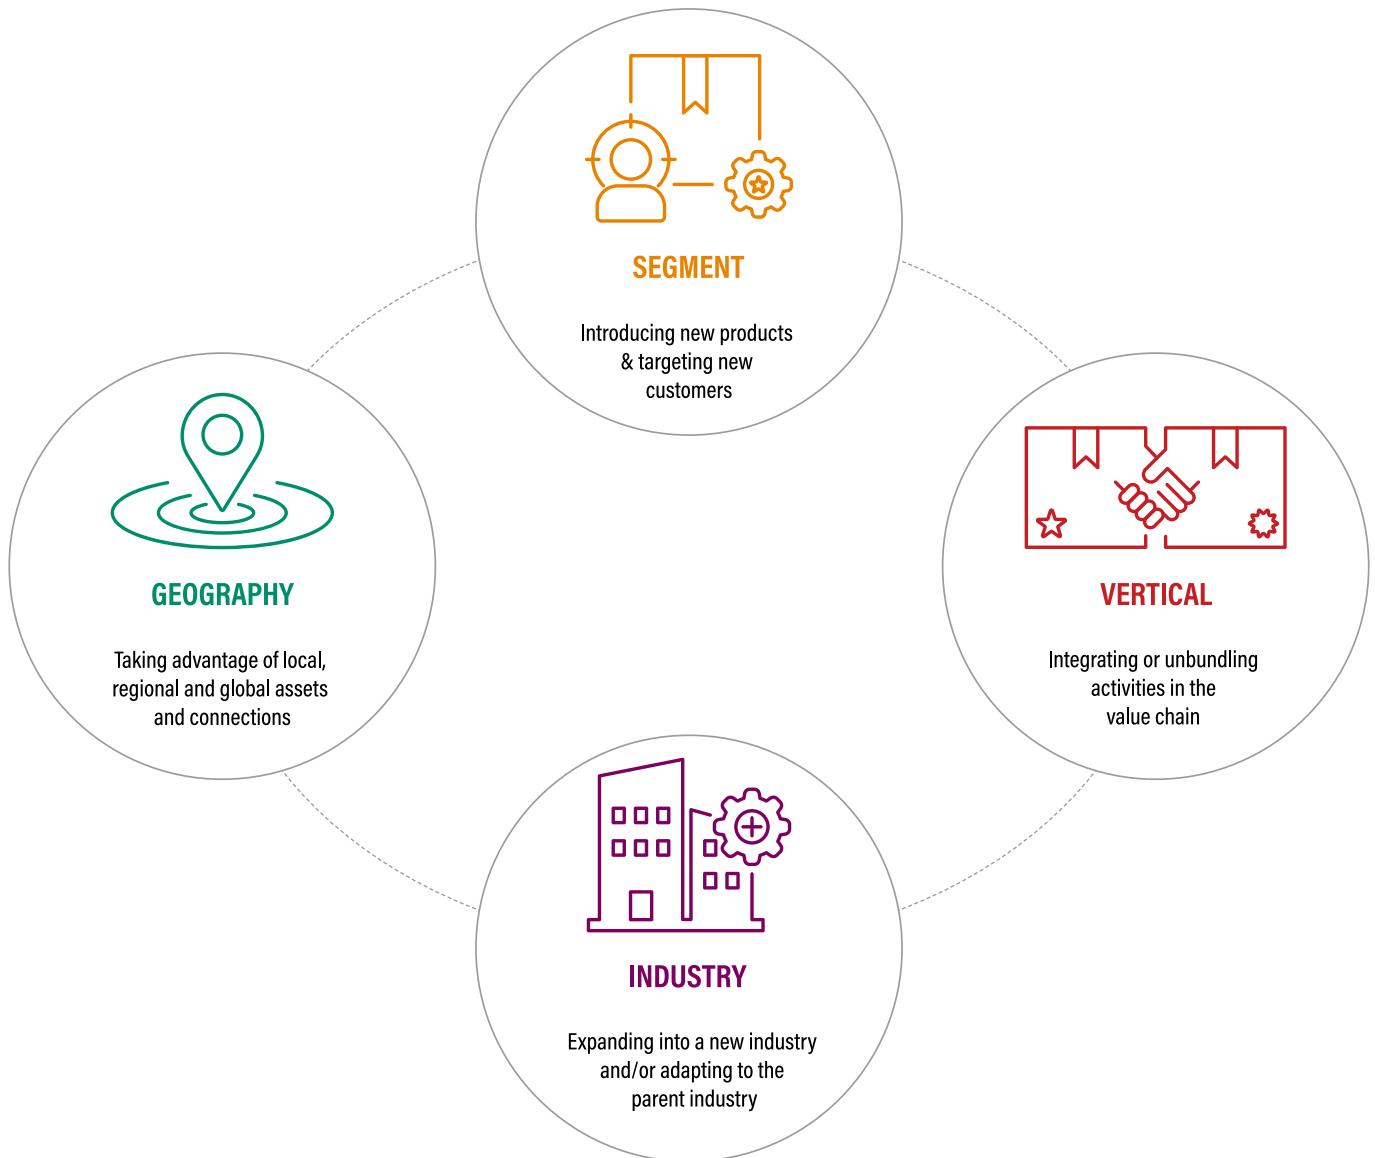 SEGMENT
Introducing new products
& targeting new
customers
GEOGRAPHY
Taking advantage of local,
regional and global assets
and connections
VERTICAL
Integrating or unbundling
activities in the
value chain
INDUSTRY
Expanding into a new industry
and/or adapting to the
parent industry